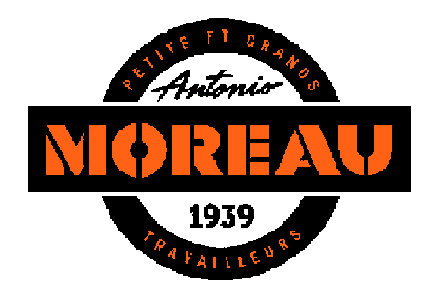 PETITS ET GRANDS
Antonio
MOREAU
1939
TRAVAILLEURS